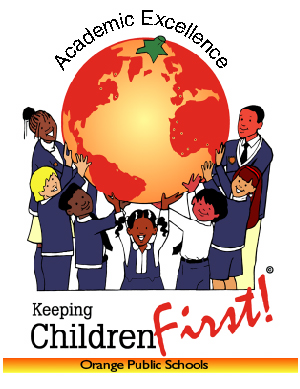 Academic Excellence
©
Keeping
Children First!
Orange Public Schools